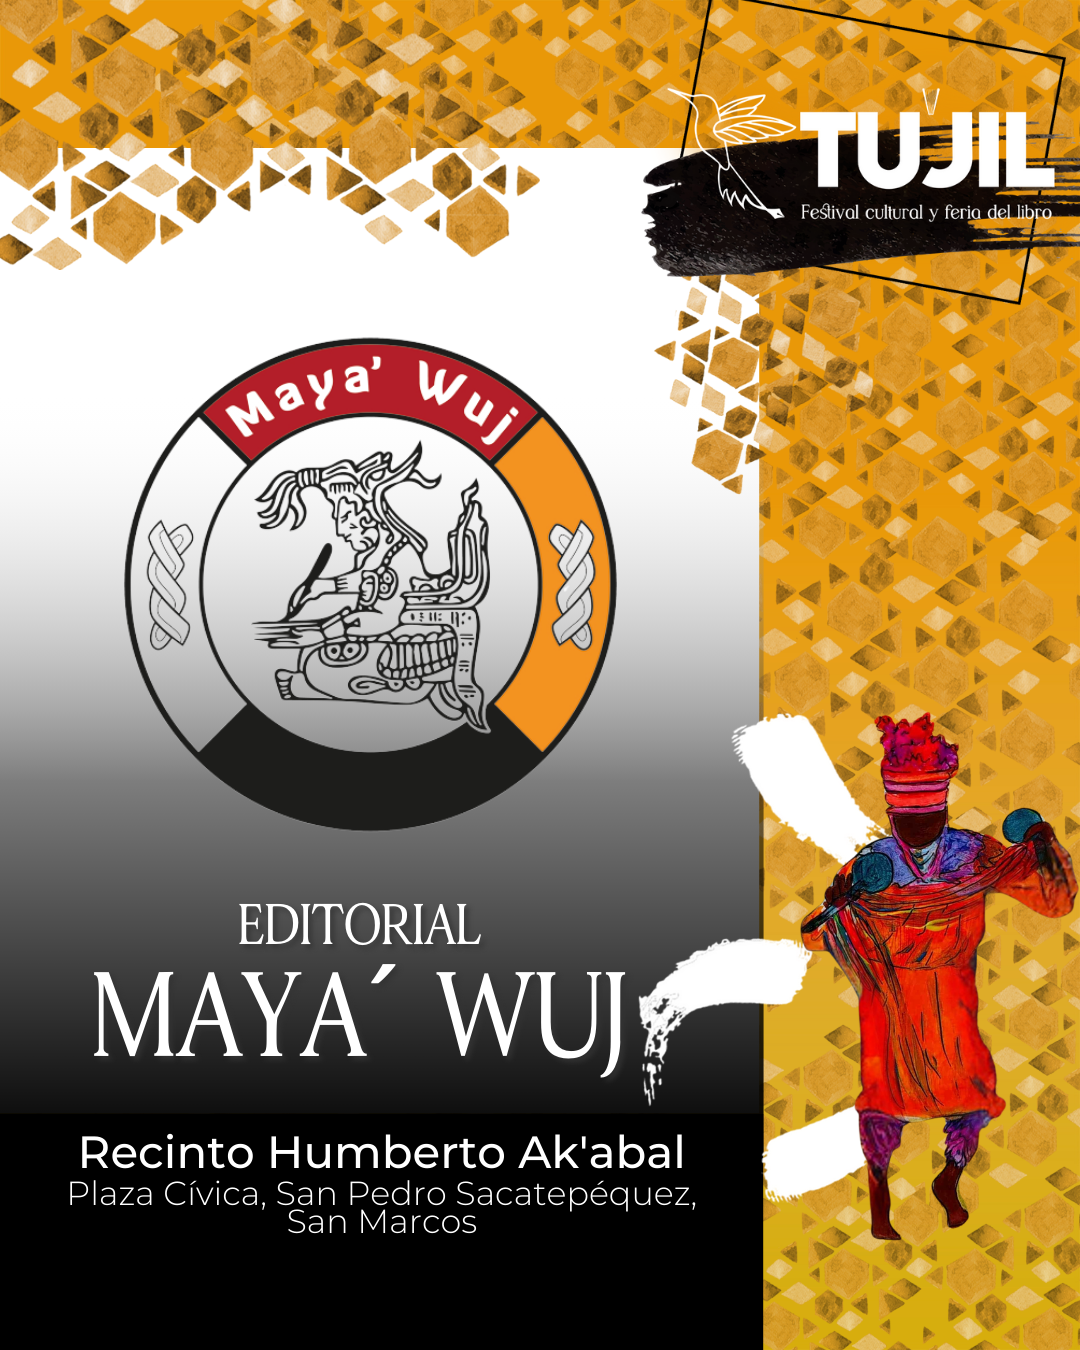 TUJIL
Festival cultural y feria del libro
Maya' Wuj
EDITORIAL
MAYA´ WUJ
Recinto Humberto Ak'abal
Plaza Cívica, San Pedro Sacatepéquez,
San Marcos